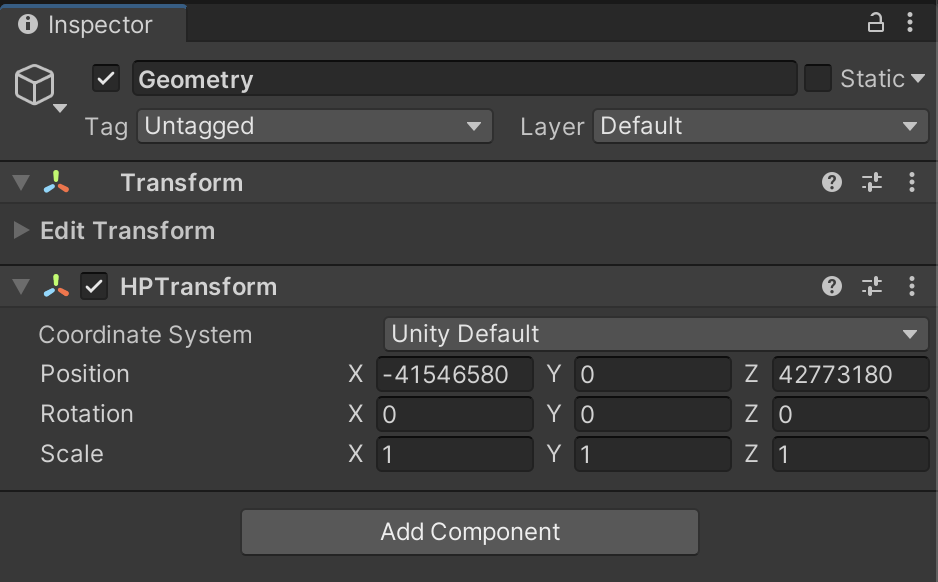 Inspector
Geometry Static
Tag Untagged Layer Default
Transform
Edit Transform
HPTransform
Coordinate System Unity Default
Position X -41546580 Y 0 Z 42773180
Rotation X 0 Y 0 Z 0
Scale X 1 Y 1 Z 1
Add Component